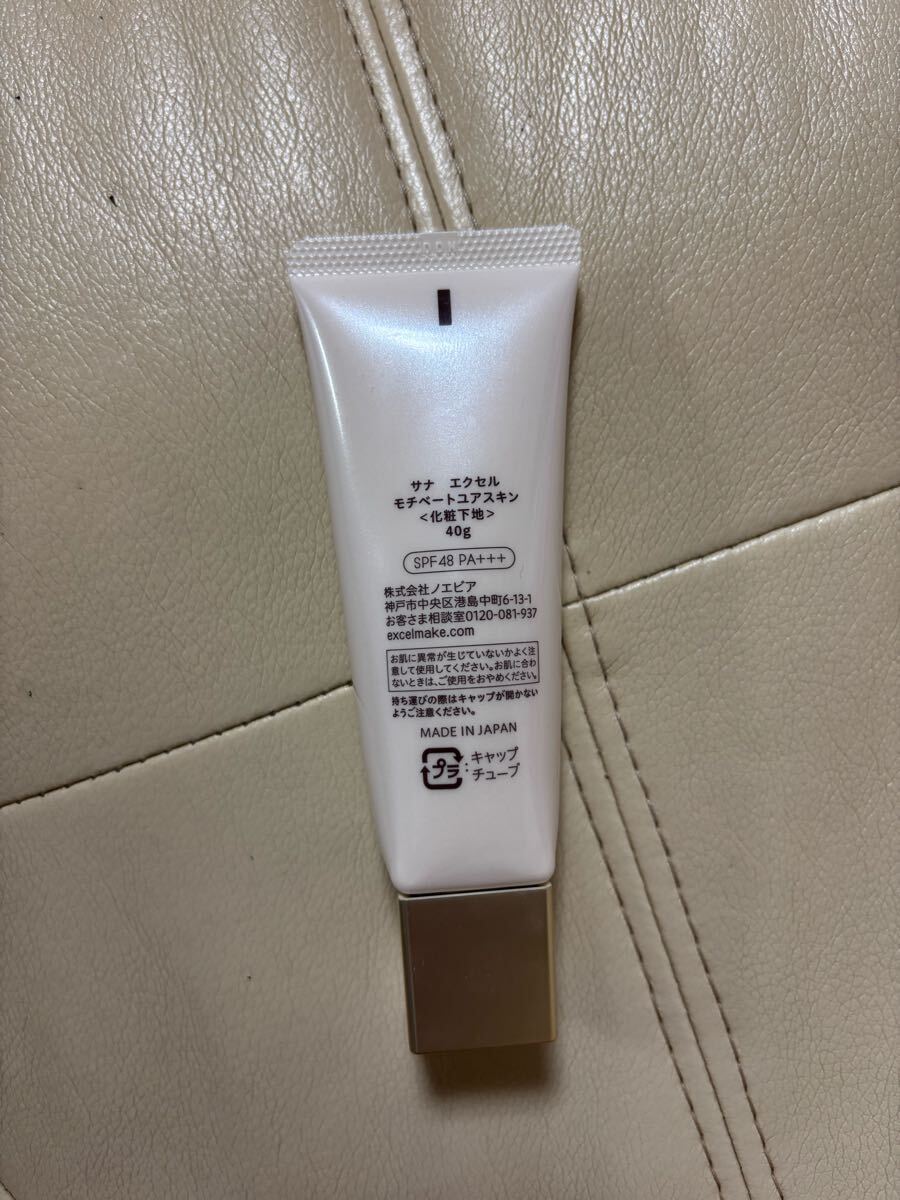 サナ エクセル
モチベートユアスキン
<化粧下地>
40g
SPF48 PA+++
株式会社ノエビア
神戸市中央区港島中町6-13-1
お客さま相談室0120-081-937
excelmake.com
お肌に異常が生じていないかよく注
意して使用してください。お肌に合わ
ないときは、ご使用をおやめください。
持ち運びの際はキャップが開かない
ようご注意ください。
MADE IN JAPAN
プラ:キャップ
チューブ